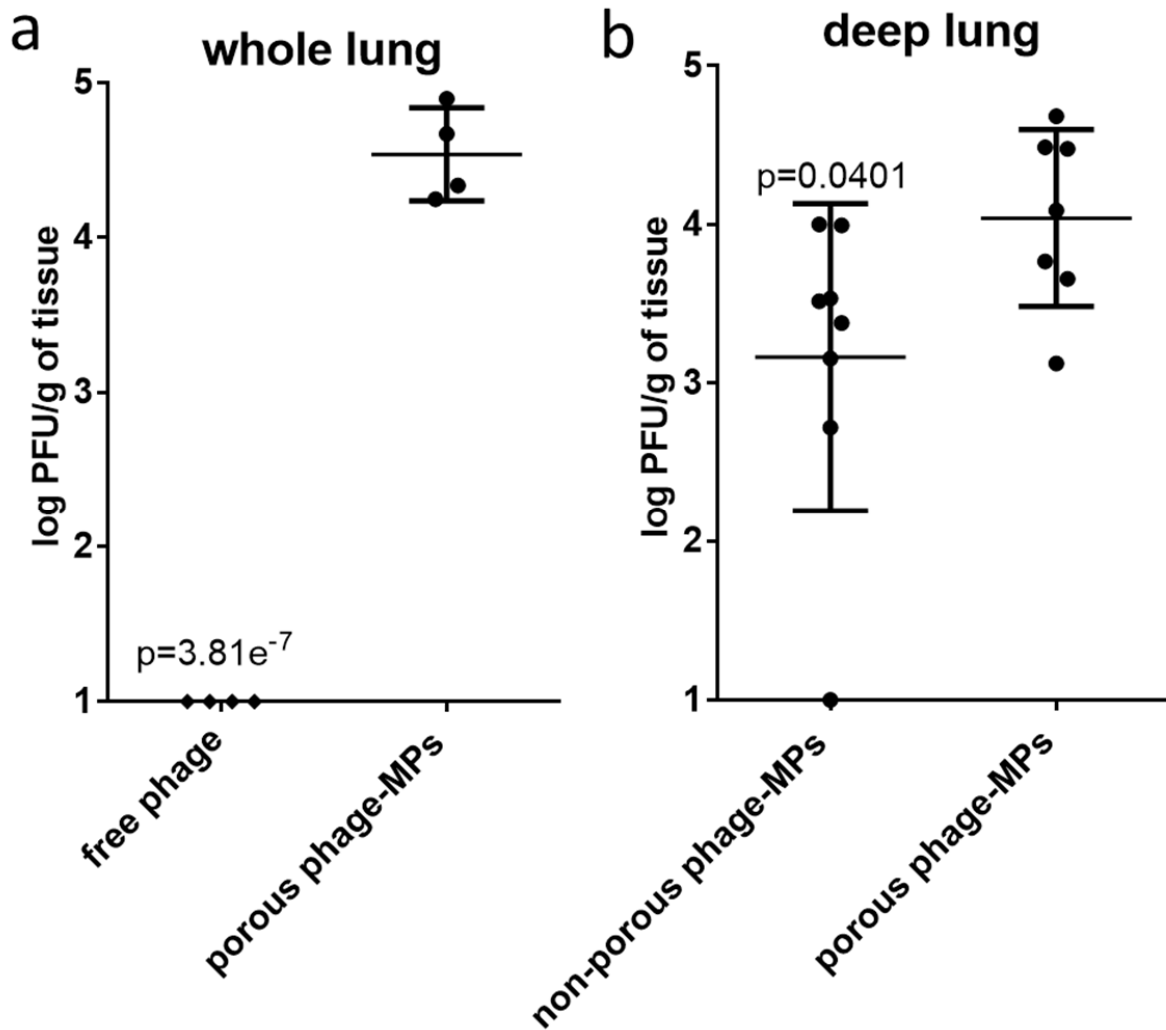 a
whole lung
log PFU/g of tissue
5
4
3
2
1
p=3.81e⁻⁷
free phage
porous phage-MPs
b
deep lung
log PFU/g of tissue
5
4
3
2
1
p=0.0401
non-porous phage-MPs
porous phage-MPs